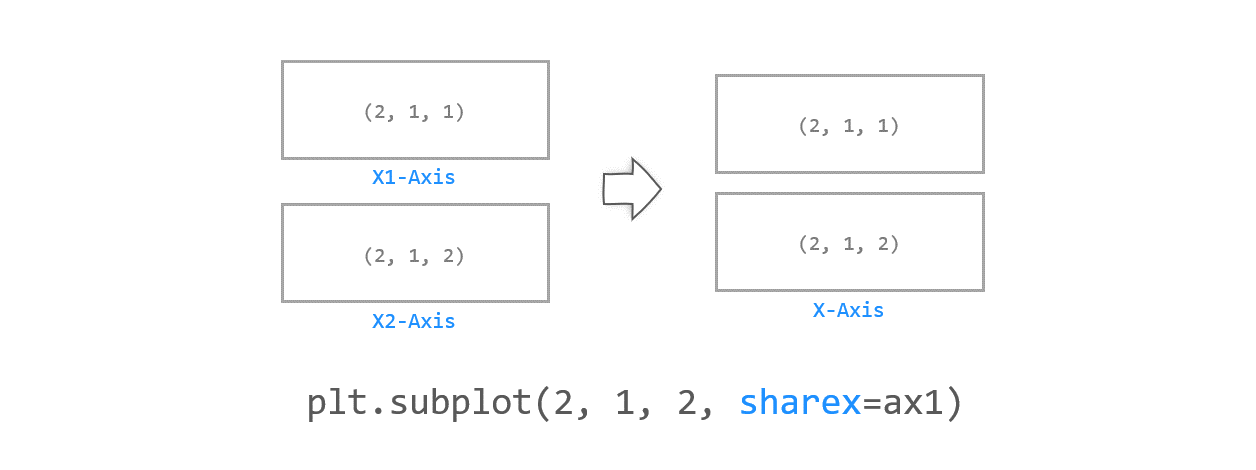 (2, 1, 1)
X1-Axis
(2, 1, 2)
X2-Axis
(2, 1, 1)
(2, 1, 2)
X-Axis
plt.subplot(2, 1, 2, sharex=ax1)